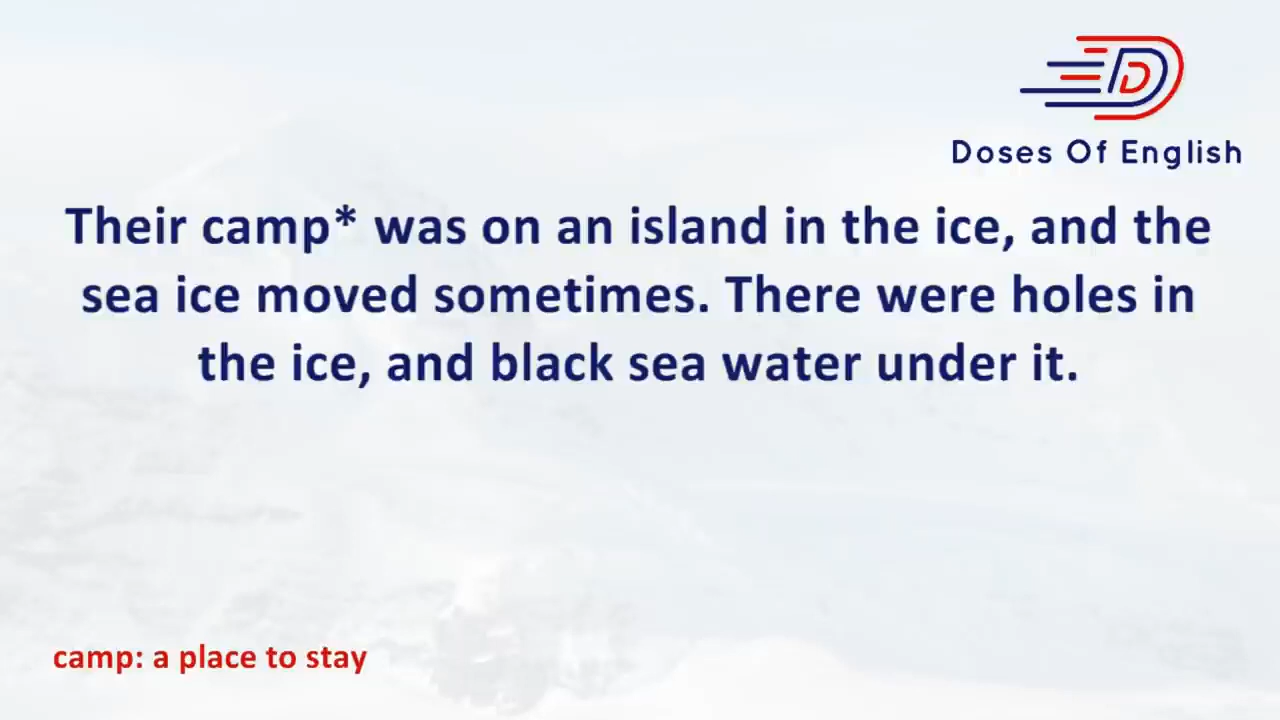 Doses Of English
Their camp* was on an island in the ice, and the
sea ice moved sometimes. There were holes in
the ice, and black sea water under it.
camp: a place to stay